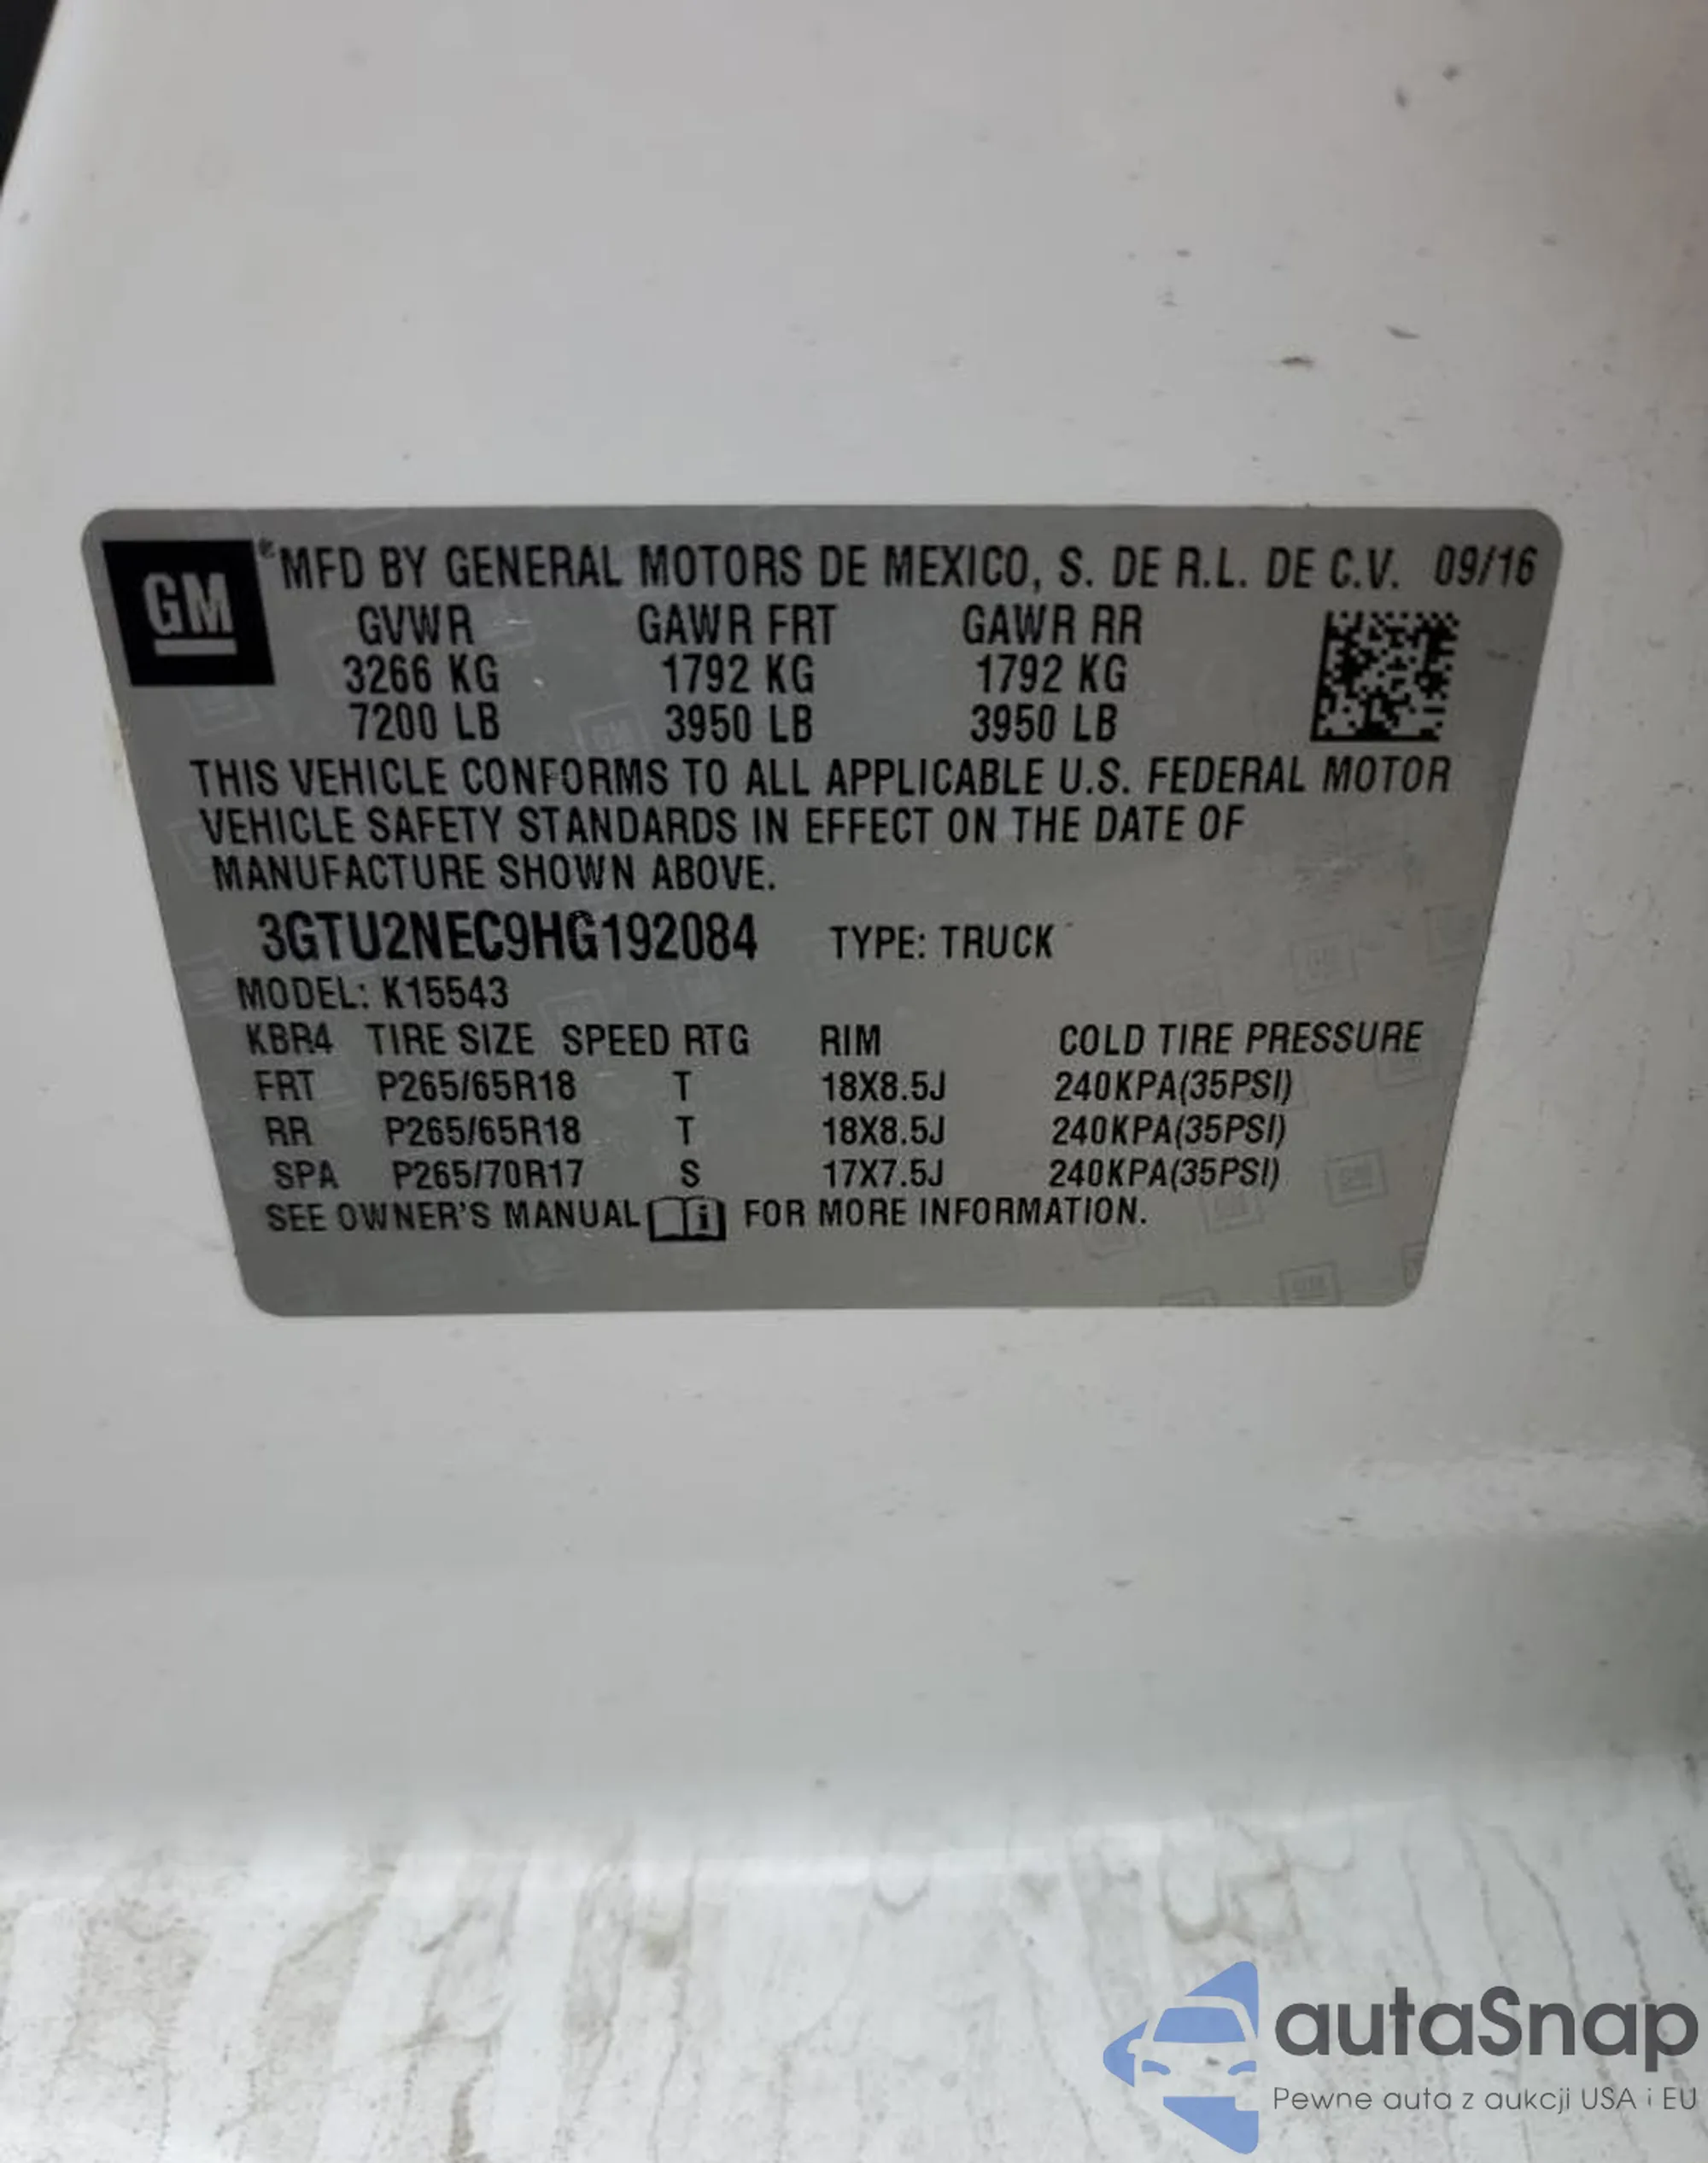 GM ®MFD BY GENERAL MOTORS DE MEXICO, S. DE R.L. DE C.V. 09/16
GVWR GAWR FRT GAWR RR
3266 KG 1792 KG 1792 KG
7200 LB 3950 LB 3950 LB
THIS VEHICLE CONFORMS TO ALL APPLICABLE U.S. FEDERAL MOTOR
VEHICLE SAFETY STANDARDS IN EFFECT ON THE DATE OF
MANUFACTURE SHOWN ABOVE.
3GTU2NEC9HG192084 TYPE: TRUCK
MODEL: K15543
KBR4 TIRE SIZE SPEED RTG RIM COLD TIRE PRESSURE
FRT P265/65R18 T 18X8.5J 240KPA(35PSI)
RR P265/65R18 T 18X8.5J 240KPA(35PSI)
SPA P265/70R17 S 17X7.5J 240KPA(35PSI)
SEE OWNER'S MANUAL i FOR MORE INFORMATION.
autaSnap
Pewne auta z aukcji USA i EU